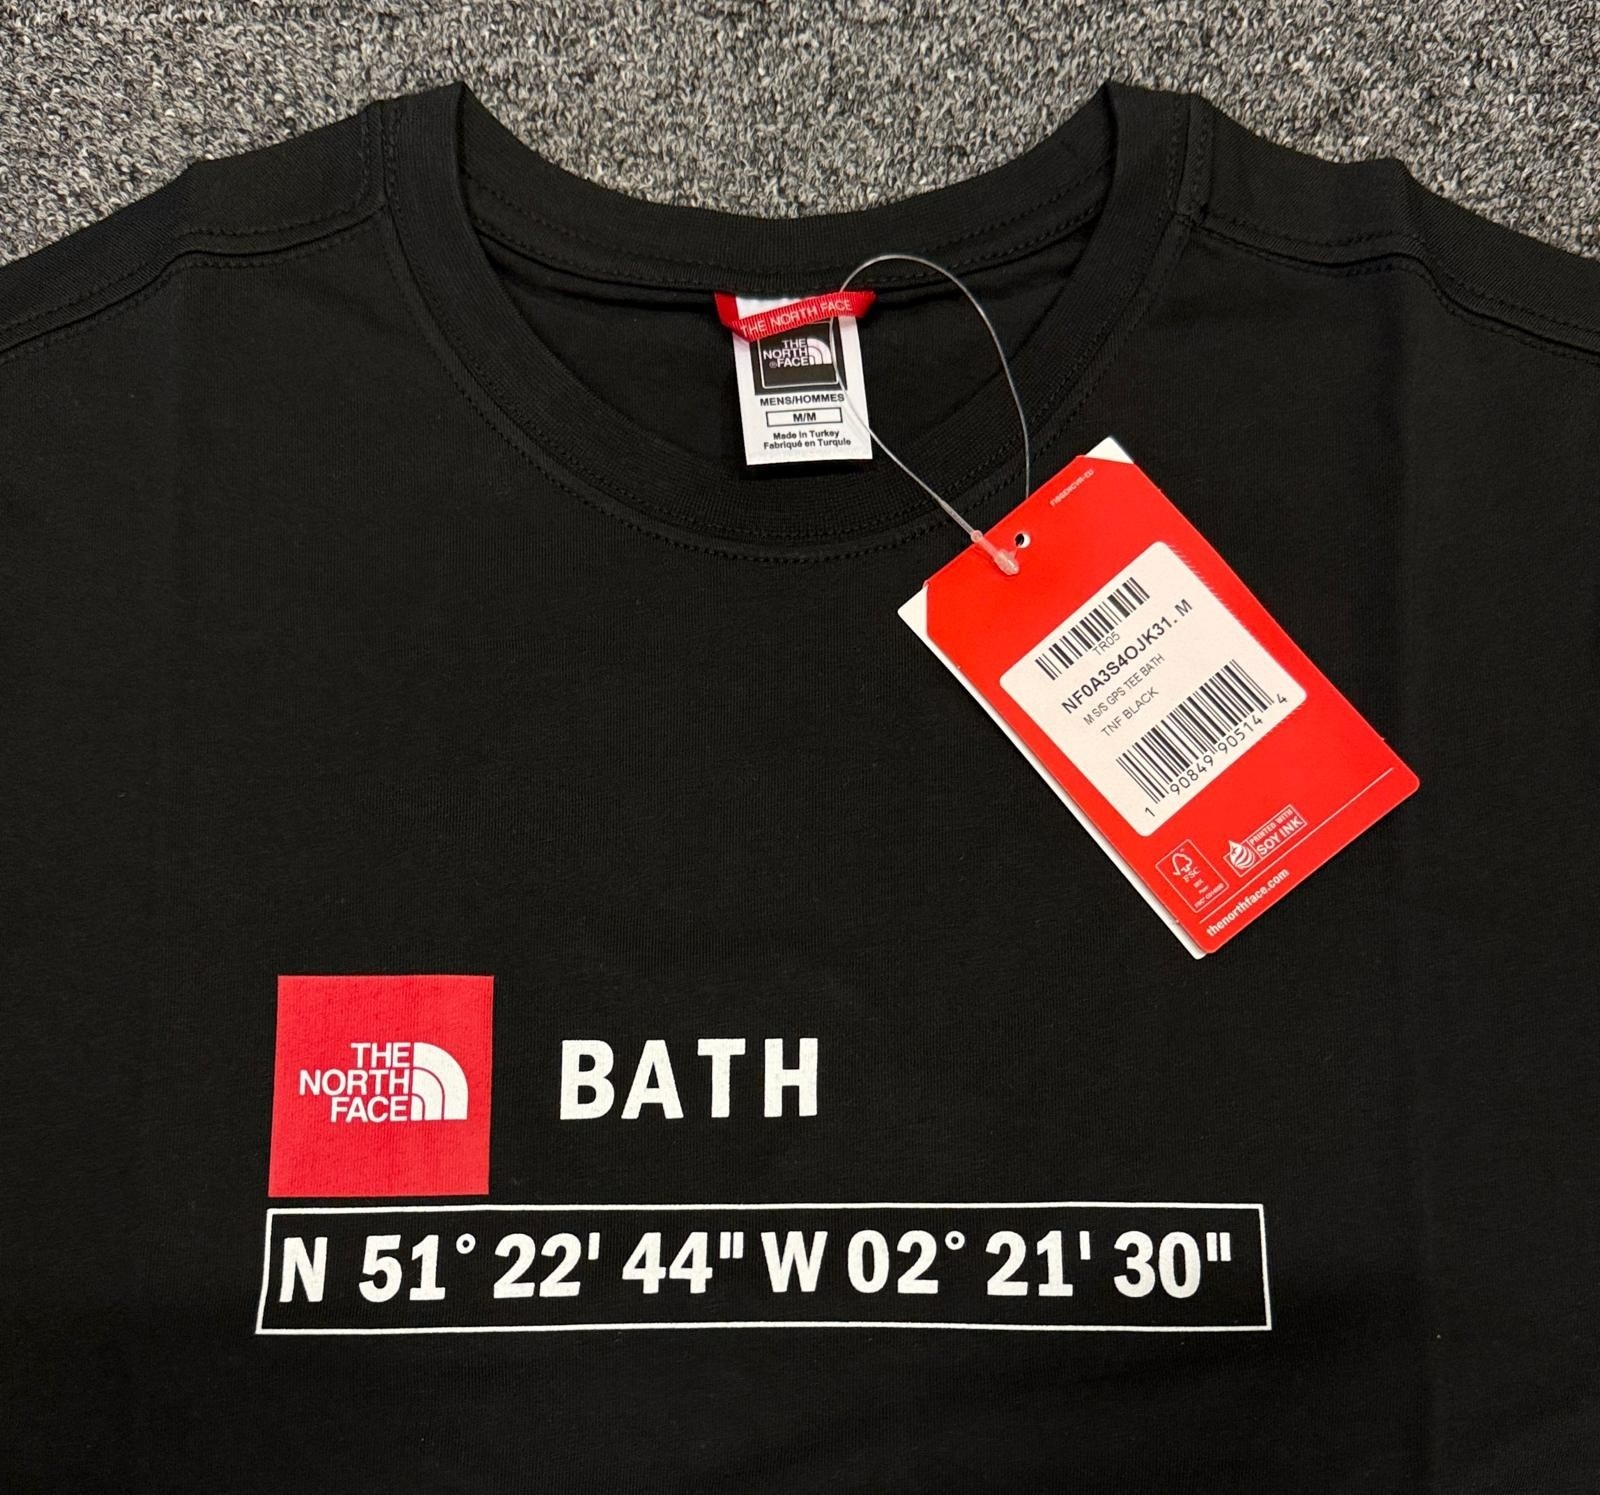 THE NORTH FACE
THE
NORTH
FACE
MENS/HOMMES
M/M
Made in Turkey
Fabriqué en Turquie
TR05
NF0A3S4OJK31. M
M S/S GPS TEE BATH
TNF BLACK
1 90849 90514 4
FSC
PRINTED WITH
SOY INK
thenorthface.com
THE
NORTH
FACE
BATH
N 51° 22' 44" W 02° 21' 30"